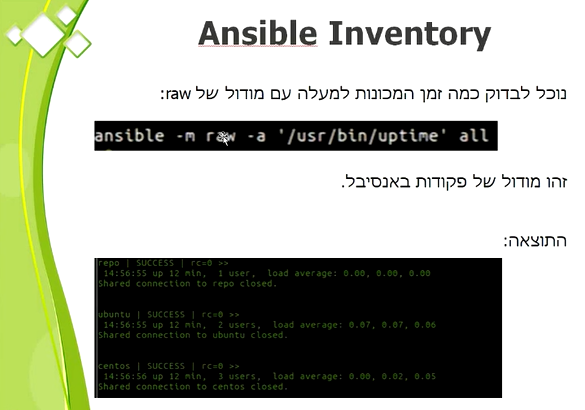 Ansible Inventory
נוכל לבדוק כמה זמן המכונות למעלה עם מודול של raw:
ansible -m raw -a '/usr/bin/uptime' all
זהו מודול של פקודות באנסיבל.
התוצאה:
repo | SUCCESS | rc=0 >>
14:56:55 up 12 min, 1 user, load average: 0.00, 0.00, 0.00
Shared connection to repo closed.
ubuntu | SUCCESS | rc=0 >>
14:56:55 up 12 min, 2 users, load average: 0.07, 0.07, 0.06
Shared connection to ubuntu closed.
centos | SUCCESS | rc=0 >>
14:56:56 up 12 min, 3 users, load average: 0.00, 0.02, 0.05
Shared connection to centos closed.